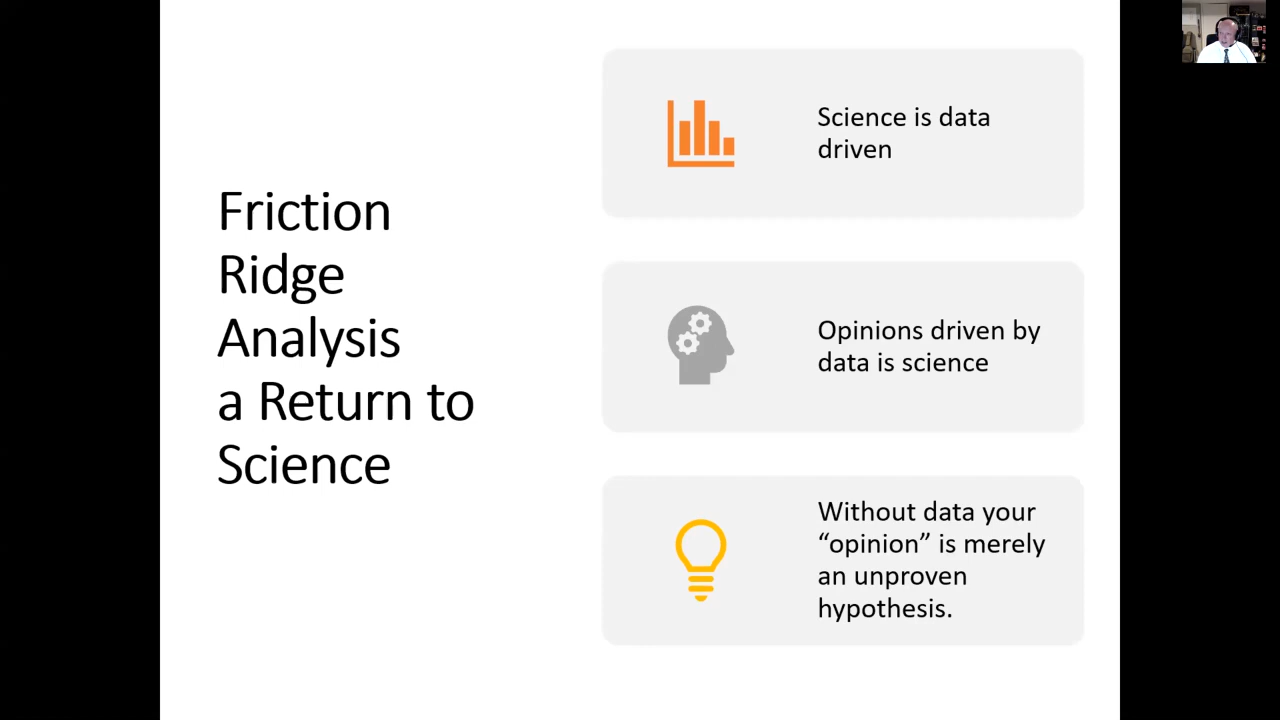 Friction
Ridge
Analysis
a Return to
Science
Science is data
driven
Opinions driven by
data is science
Without data your
“opinion” is merely
an unproven
hypothesis.